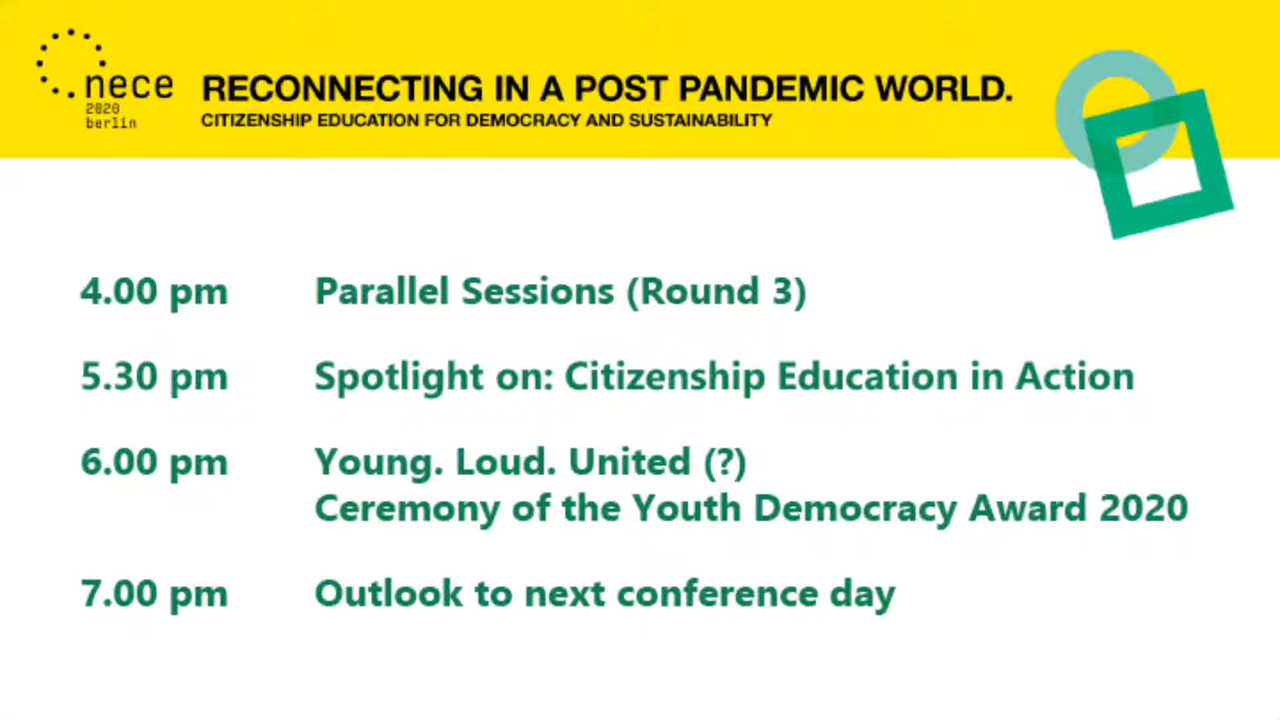 nece
2020
berlin
RECONNECTING IN A POST PANDEMIC WORLD.
CITIZENSHIP EDUCATION FOR DEMOCRACY AND SUSTAINABILITY
4.00 pm Parallel Sessions (Round 3)
5.30 pm Spotlight on: Citizenship Education in Action
6.00 pm Young. Loud. United (?)
Ceremony of the Youth Democracy Award 2020
7.00 pm Outlook to next conference day